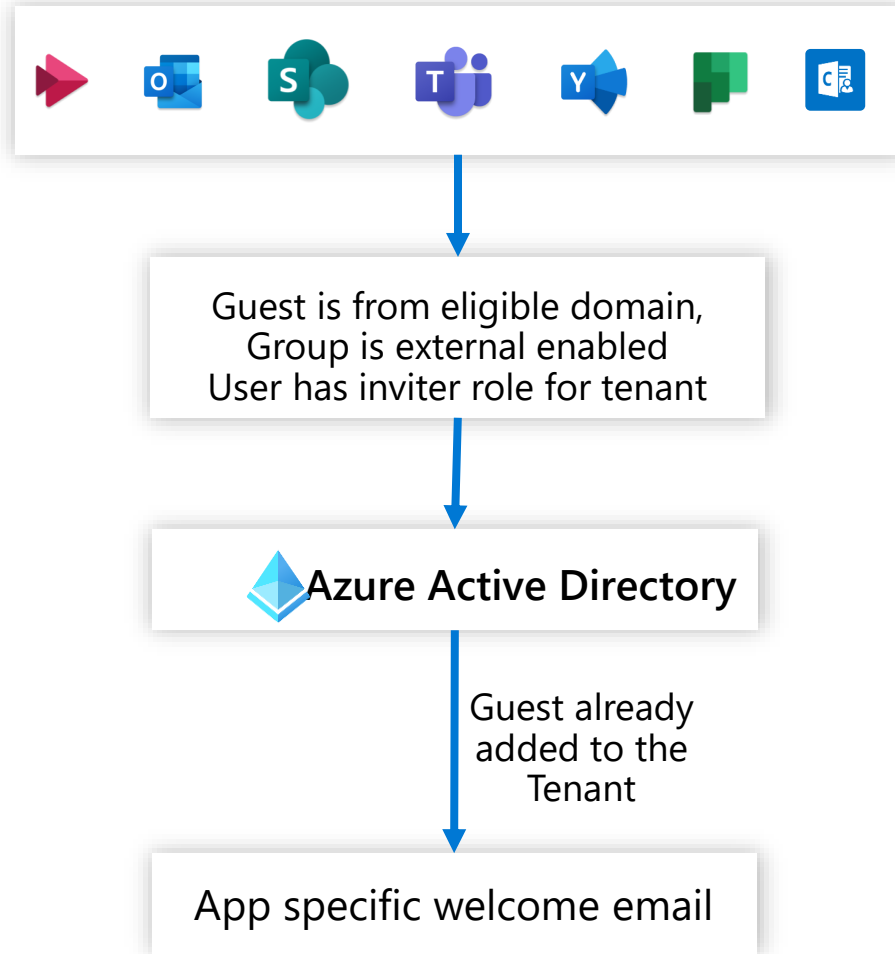 O
S
T
Y
C
Guest is from eligible domain,
Group is external enabled
User has inviter role for tenant
Azure Active Directory
Guest already
added to the
Tenant
App specific welcome email